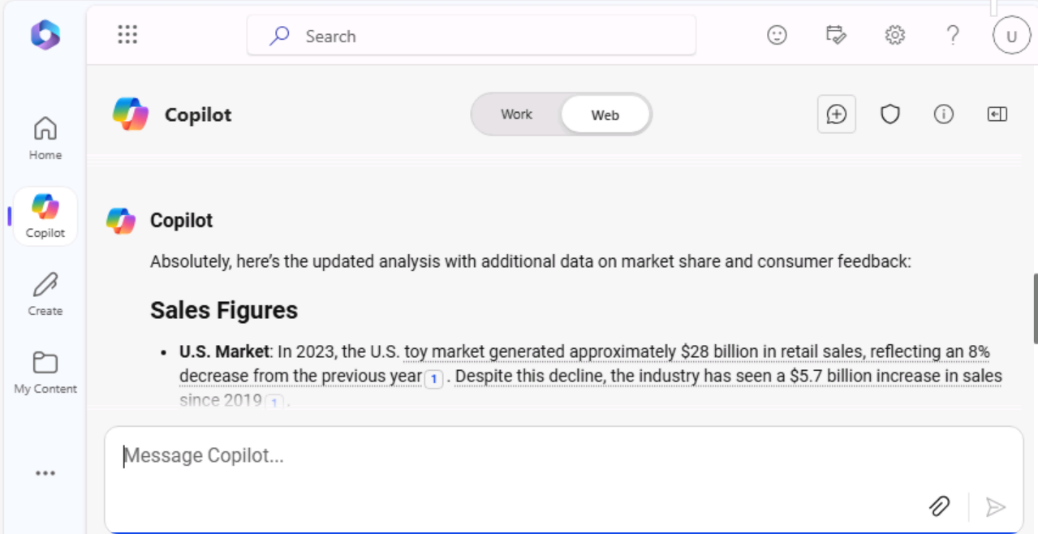 Search
U
Copilot
Work
Web
Home
Copilot
Create
My Content
Copilot
Absolutely, here's the updated analysis with additional data on market share and consumer feedback:
Sales Figures
• U.S. Market: In 2023, the U.S. toy market generated approximately $28 billion in retail sales, reflecting an 8%
decrease from the previous year 1 . Despite this decline, the industry has seen a $5.7 billion increase in sales
since 2019 1 .
Message Copilot...